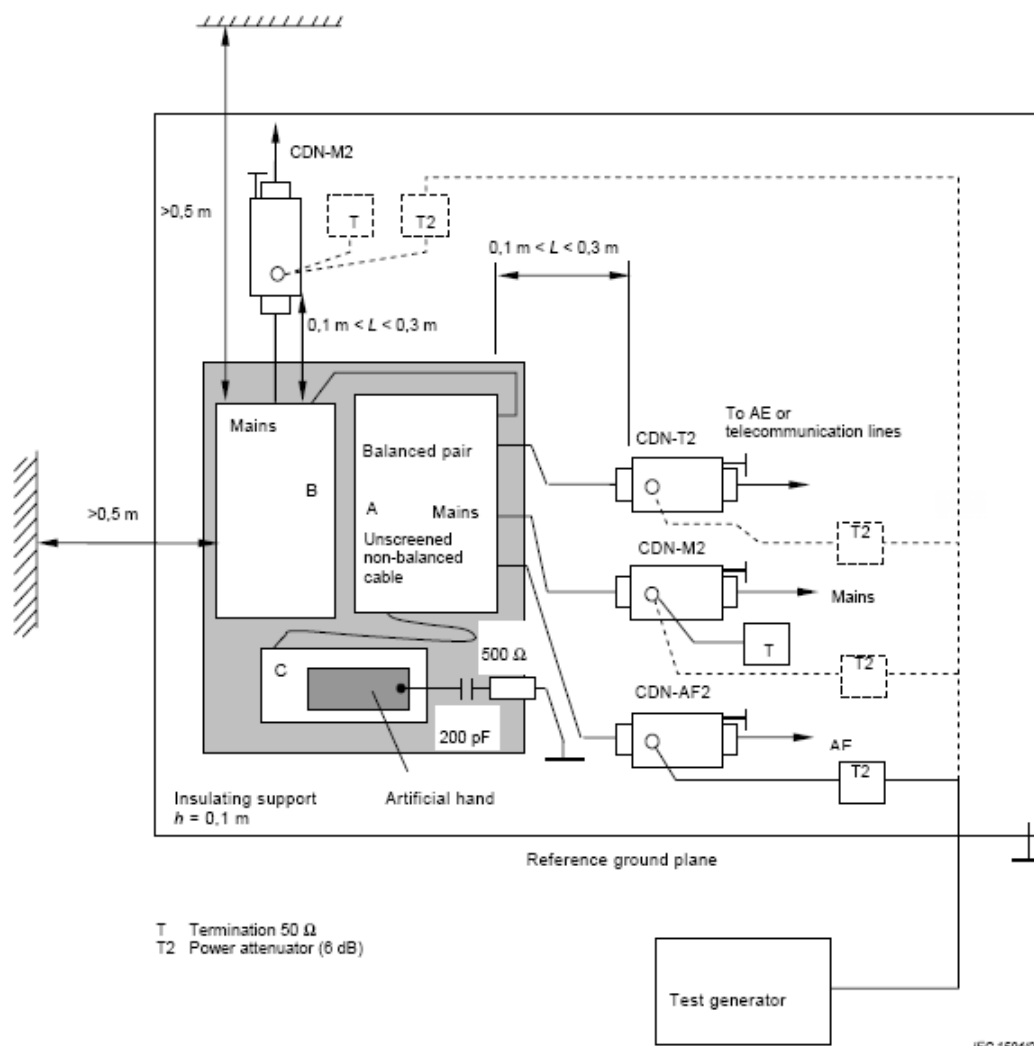 CDN-M2
>0,5 m
T
T2
0,1 m < L < 0,3 m
0,1 m < L < 0,3 m
Mains
B
Balanced pair
A
Mains
Unscreened
non-balanced
cable
To AE or
telecommunication lines
CDN-T2
>0,5 m
T2
CDN-M2
Mains
T
T2
C
500 Ω
200 pF
CDN-AF2
T2
Insulating support
h = 0,1 m
Artificial hand
Reference ground plane
T Termination 50 Ω
T2 Power attenuator (6 dB)
Test generator